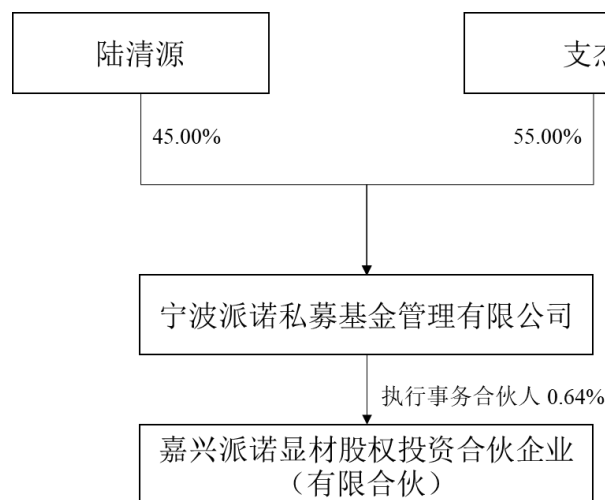 陆清源
支杰
45.00%
55.00%
宁波派诺私募基金管理有限公司
执行事务合伙人 0.64%
嘉兴派诺显材股权投资合伙企业
（有限合伙）